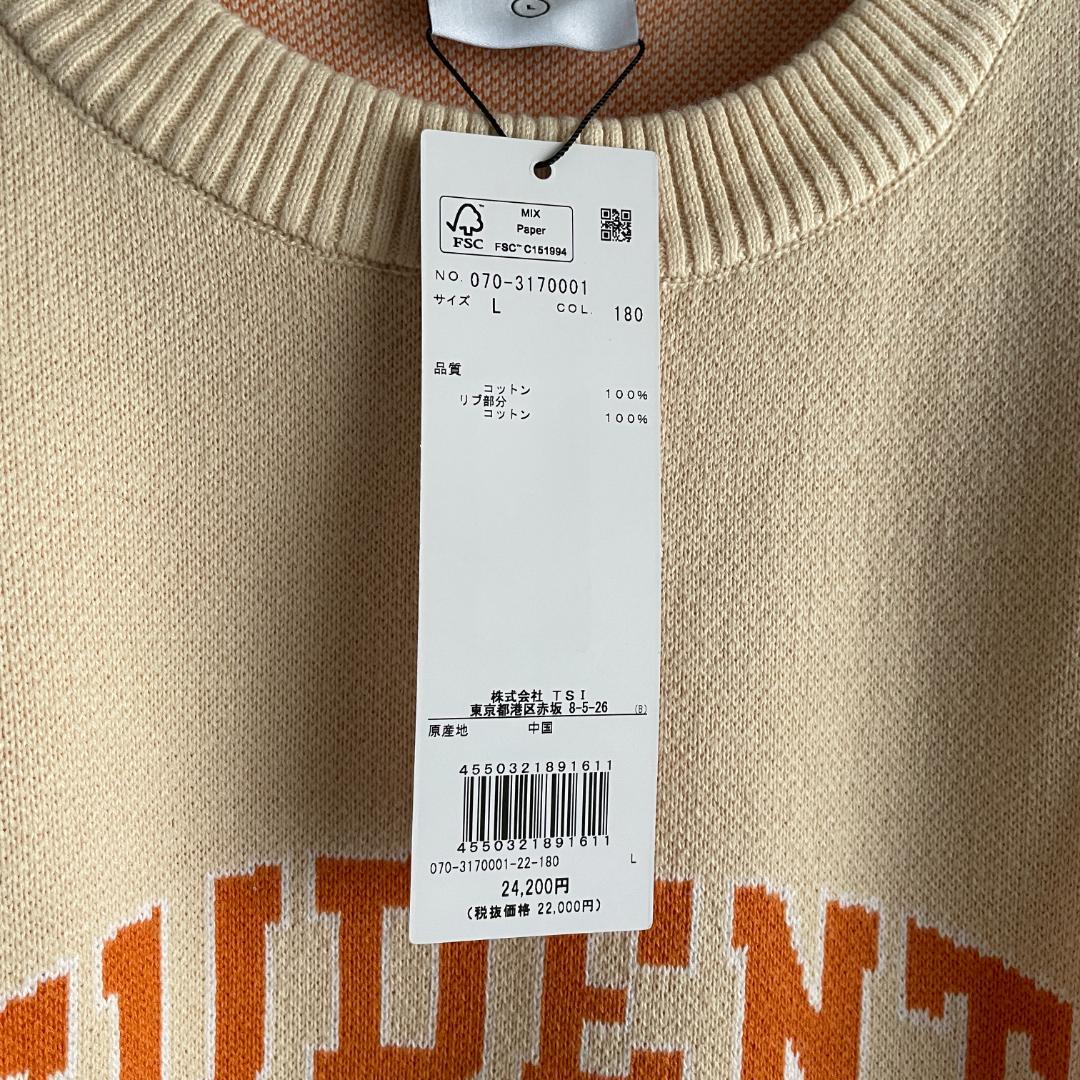 L
MIX
Paper
FSC™ C151994
FSC
NO. 070-3170001
サイズ L COL. 180
品質
コットン 100%
リブ部分
コットン 100%
株式会社 TSI
東京都港区赤坂 8-5-26 (B)
原産地 中国
4550321891611
4550321891611
070-3170001-22-180 L
24,200円
(税抜価格 22,000円)
UDENT